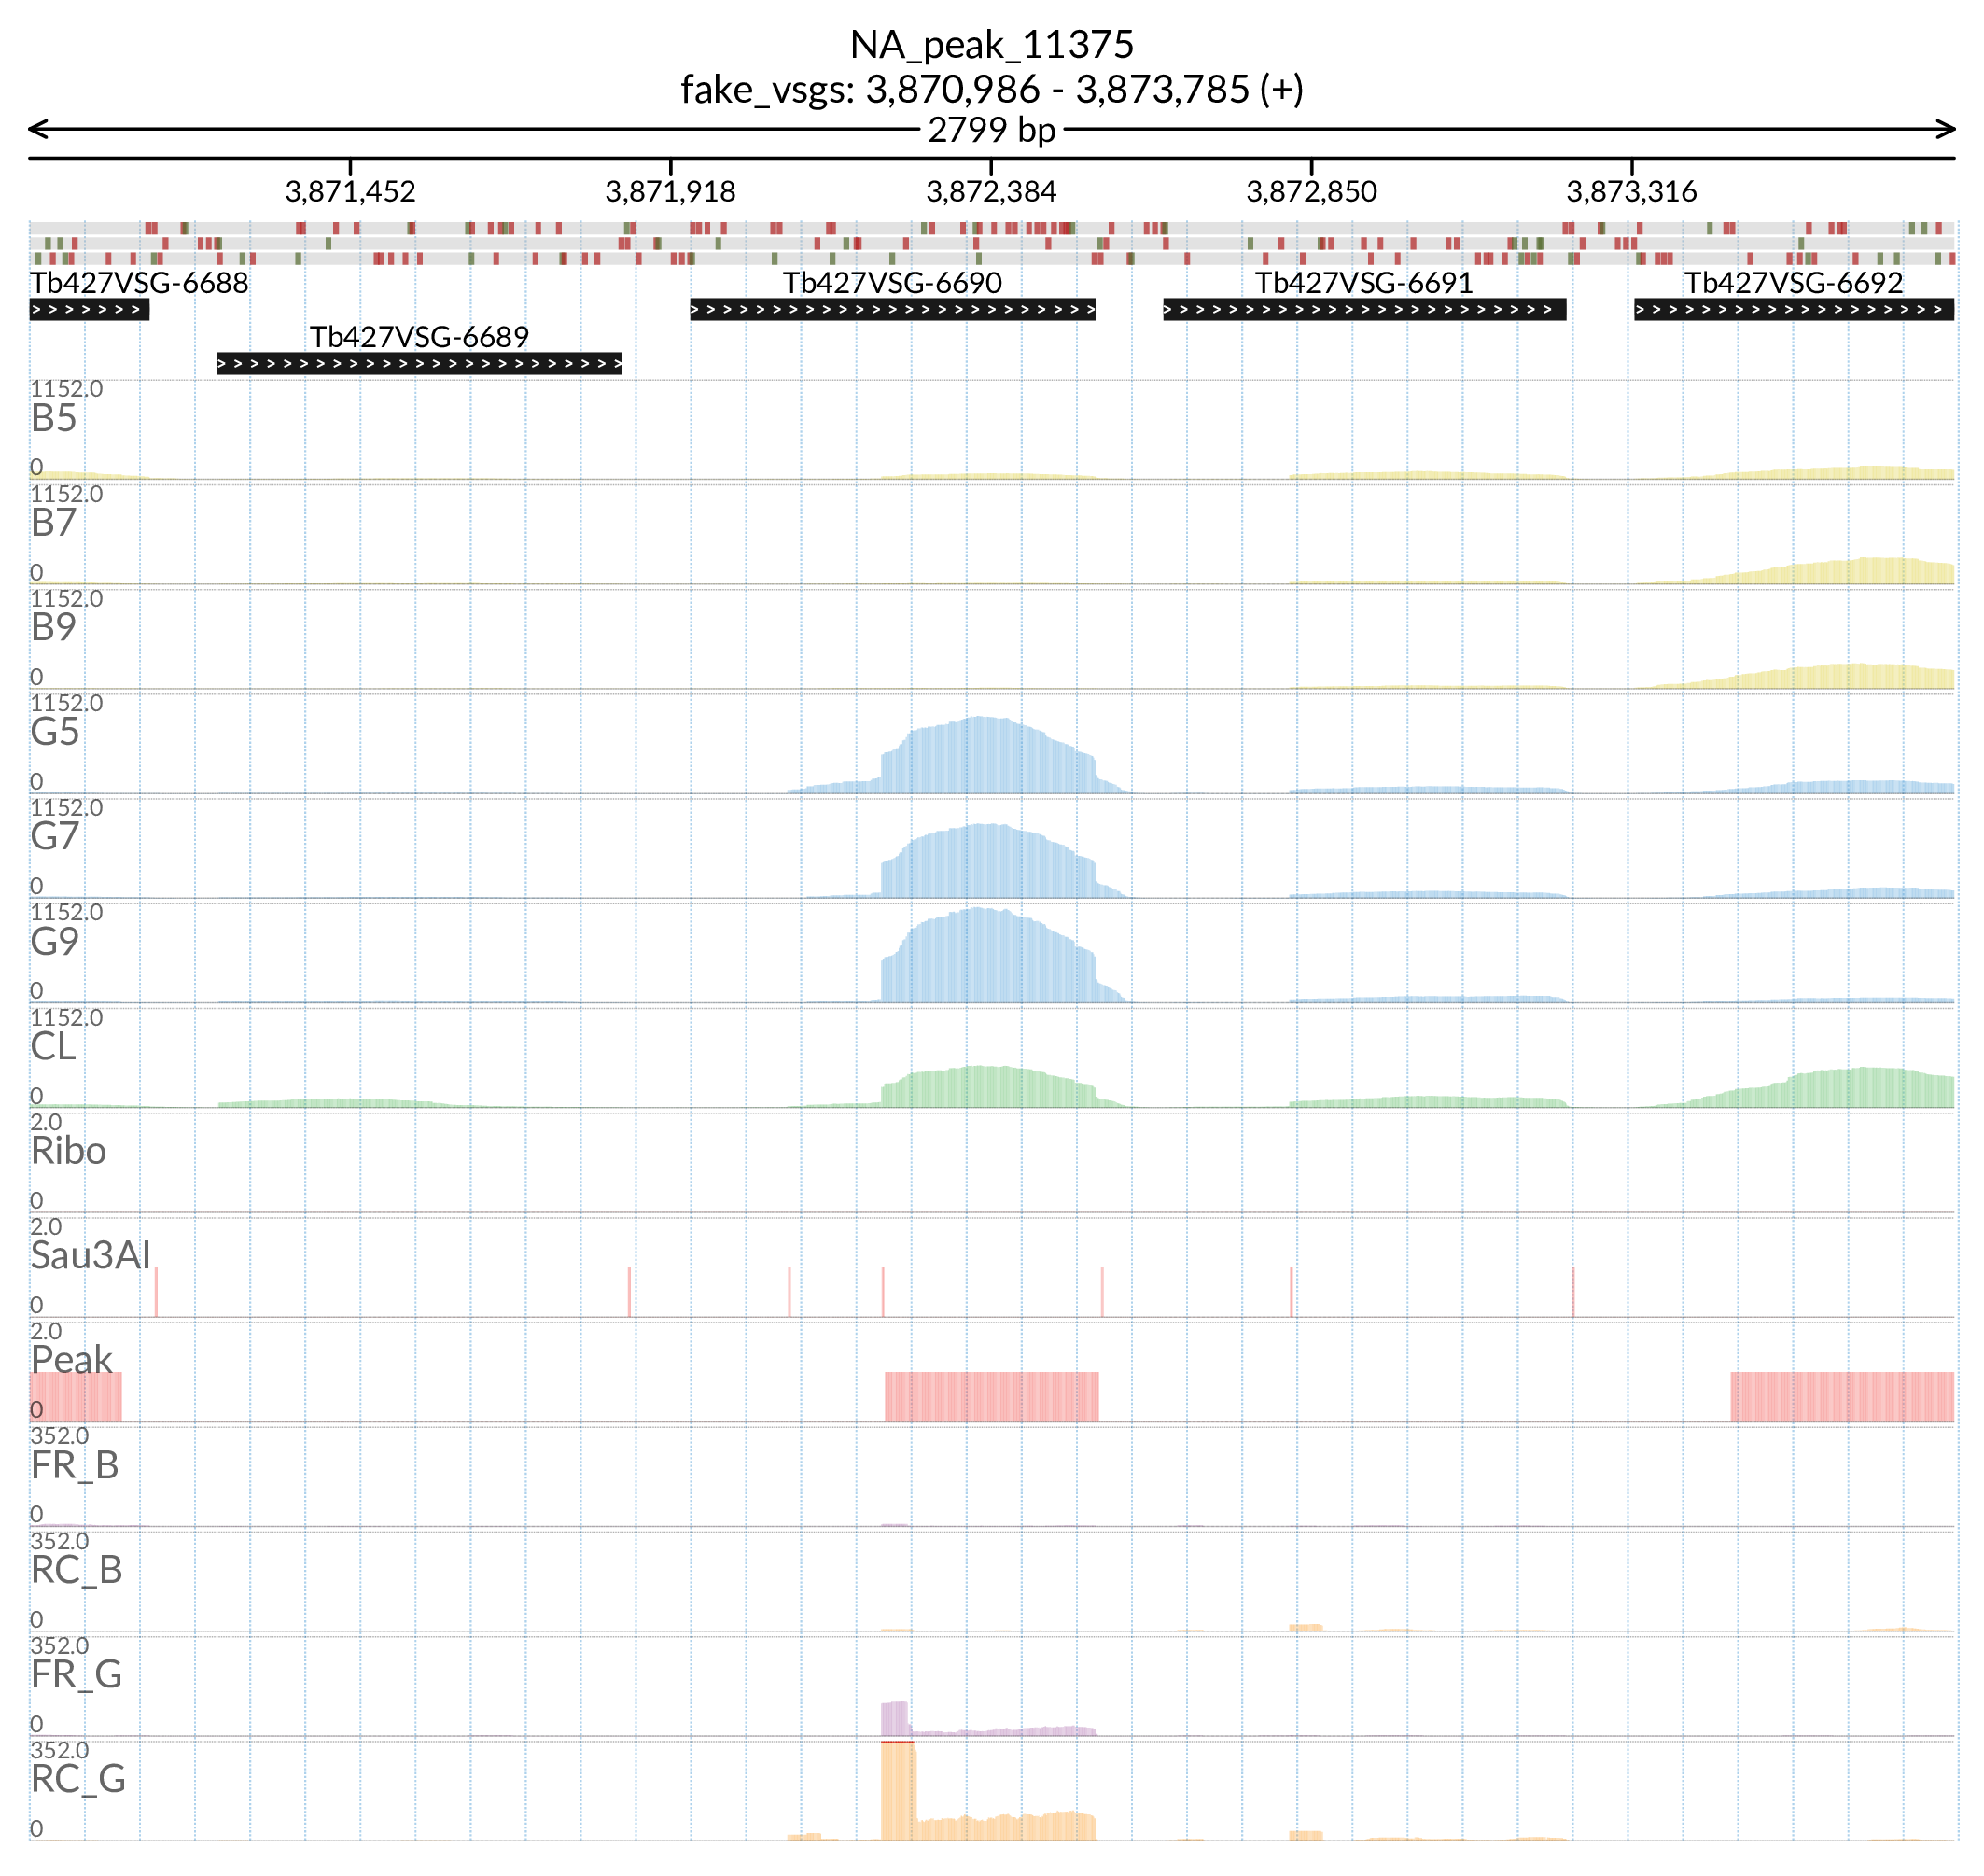 NA_peak_11375
fake_vsgs: 3,870,986 - 3,873,785 (+)
2799 bp
3,871,452 3,871,918 3,872,384 3,872,850 3,873,316
Tb427VSG-6688 Tb427VSG-6690 Tb427VSG-6691 Tb427VSG-6692
Tb427VSG-6689
1152.0
B5
0
1152.0
B7
0
1152.0
B9
0
1152.0
G5
0
1152.0
G7
0
1152.0
G9
0
1152.0
CL
0
2.0
Ribo
0
2.0
Sau3AI
0
2.0
Peak
0
352.0
FR_B
0
352.0
RC_B
0
352.0
FR_G
0
352.0
RC_G
0